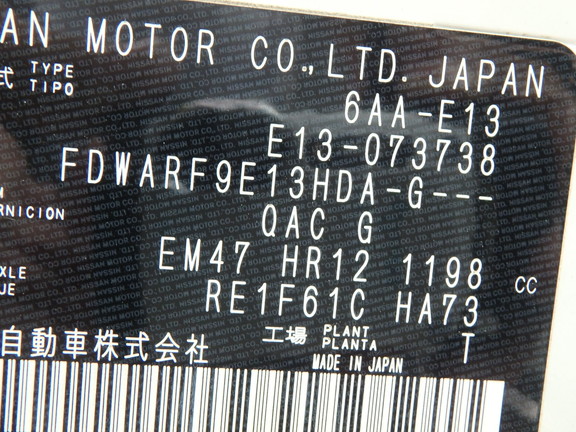 AN MOTOR CO.,LTD. JAPAN
式 TYPE
TIPO
6AA-E13
E13-073738
FDWARF9E13HDA-G---
RNICION
QAC G
EM47 HR12 1198 CC
XLE
JE
RE1F61C HA73
工場 PLANT
PLANTA
T
自動車株式会社
MADE IN JAPAN